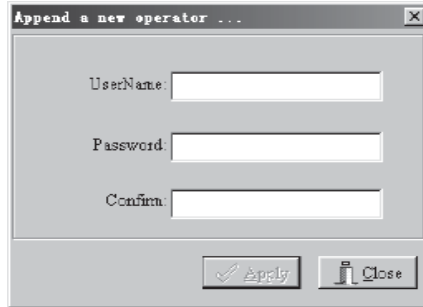 Append a new operator ...
UserName:
Password:
Confirm:
Apply
Close